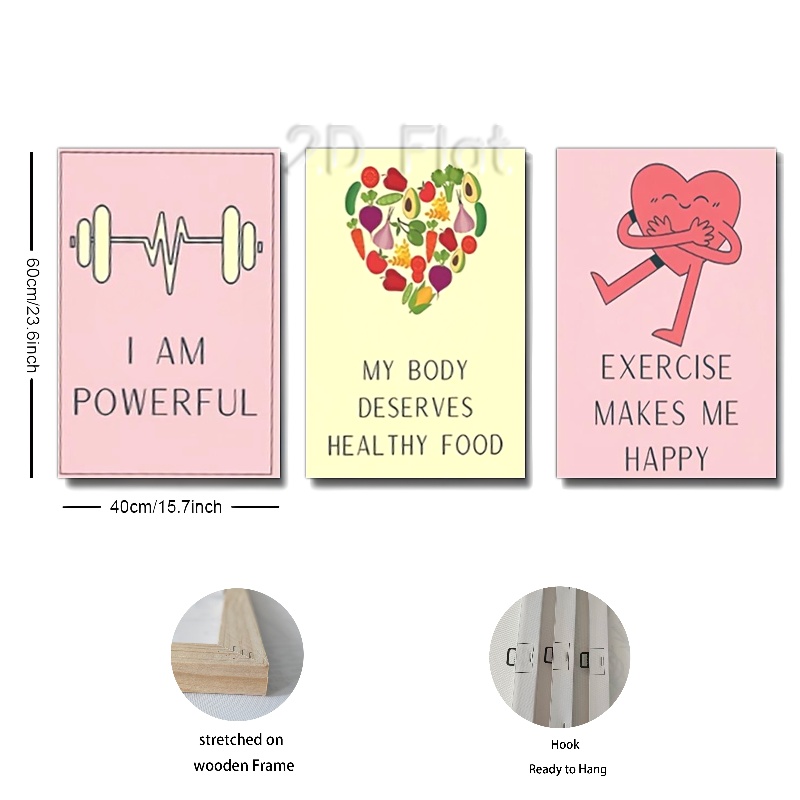 2D Flat
60cm/23.6inch
I AM
POWERFUL
MY BODY
DESERVES
HEALTHY FOOD
EXERCISE
MAKES ME
HAPPY
40cm/15.7inch
stretched on
wooden Frame
Hook
Ready to Hang